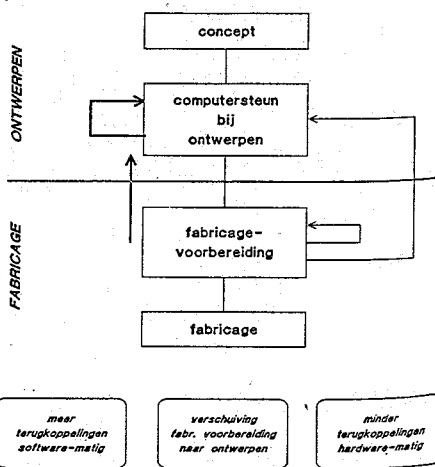 concept
ONTWERPEN
computersteun
bij
ontwerpen
FABRICAGE
fabricage-
voorbereiding
fabricage
meer
terugkoppelingen
software-matig
verschuiving
fabr. voorbereiding
naar ontwerpen
minder
terugkoppelingen
hardware-matig